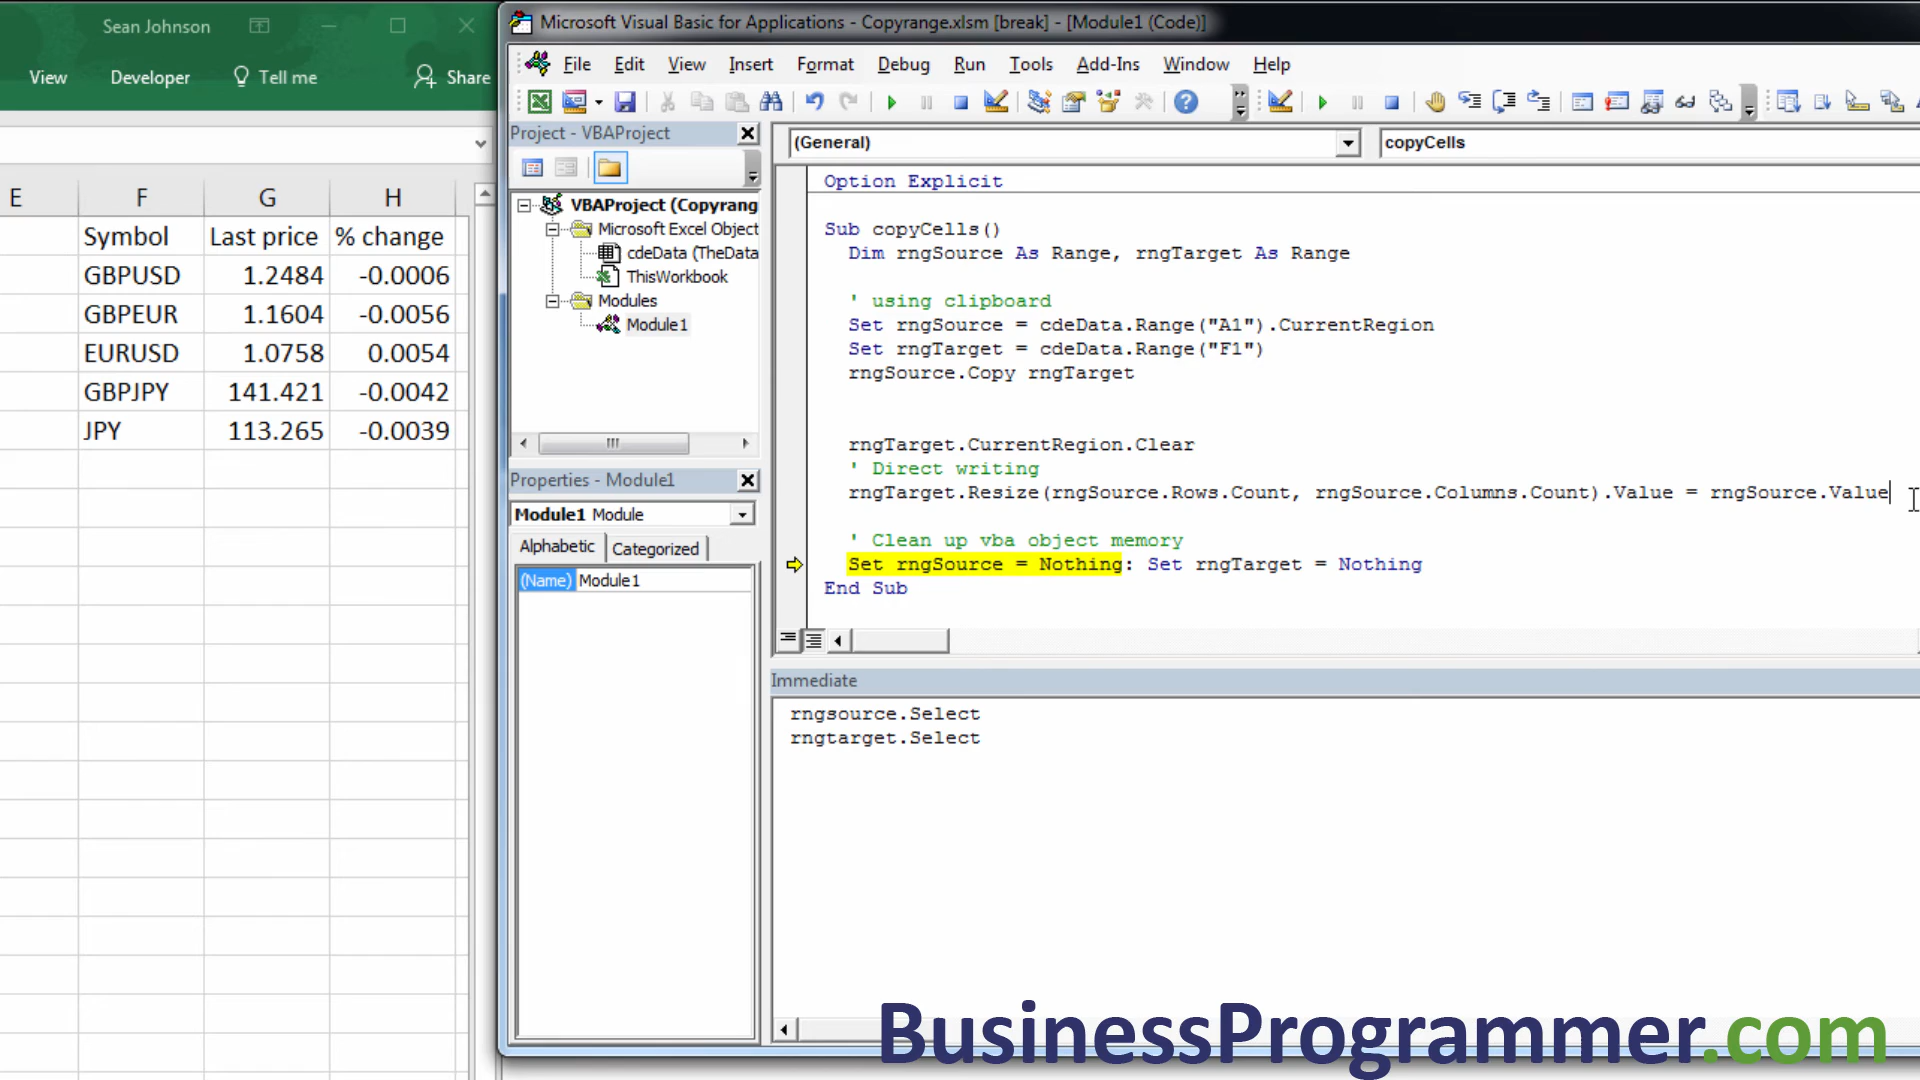 Sean Johnson
View Developer Tell me Share
E F G H
Symbol Last price % change
GBPUSD 1.2484 -0.0006
GBPEUR 1.1604 -0.0056
EURUSD 1.0758 0.0054
GBPJPY 141.421 -0.0042
JPY 113.265 -0.0039
Microsoft Visual Basic for Applications - Copyrange.xlsm [break] - [Module1 (Code)]
File Edit View Insert Format Debug Run Tools Add-Ins Window Help
Project - VBAProject
VBAProject (Copyrang
Microsoft Excel Object
cdeData (TheData
ThisWorkbook
Modules
Module1
Properties - Module1
Module1 Module
Alphabetic Categorized
(Name) Module1
(General) copyCells
Option Explicit
Sub copyCells()
Dim rngSource As Range, rngTarget As Range
' using clipboard
Set rngSource = cdeData.Range("A1").CurrentRegion
Set rngTarget = cdeData.Range("F1")
rngSource.Copy rngTarget
rngTarget.CurrentRegion.Clear
' Direct writing
rngTarget.Resize(rngSource.Rows.Count, rngSource.Columns.Count).Value = rngSource.Value
' Clean up vba object memory
Set rngSource = Nothing: Set rngTarget = Nothing
End Sub
Immediate
rngsource.Select
rngtarget.Select
BusinessProgrammer.com